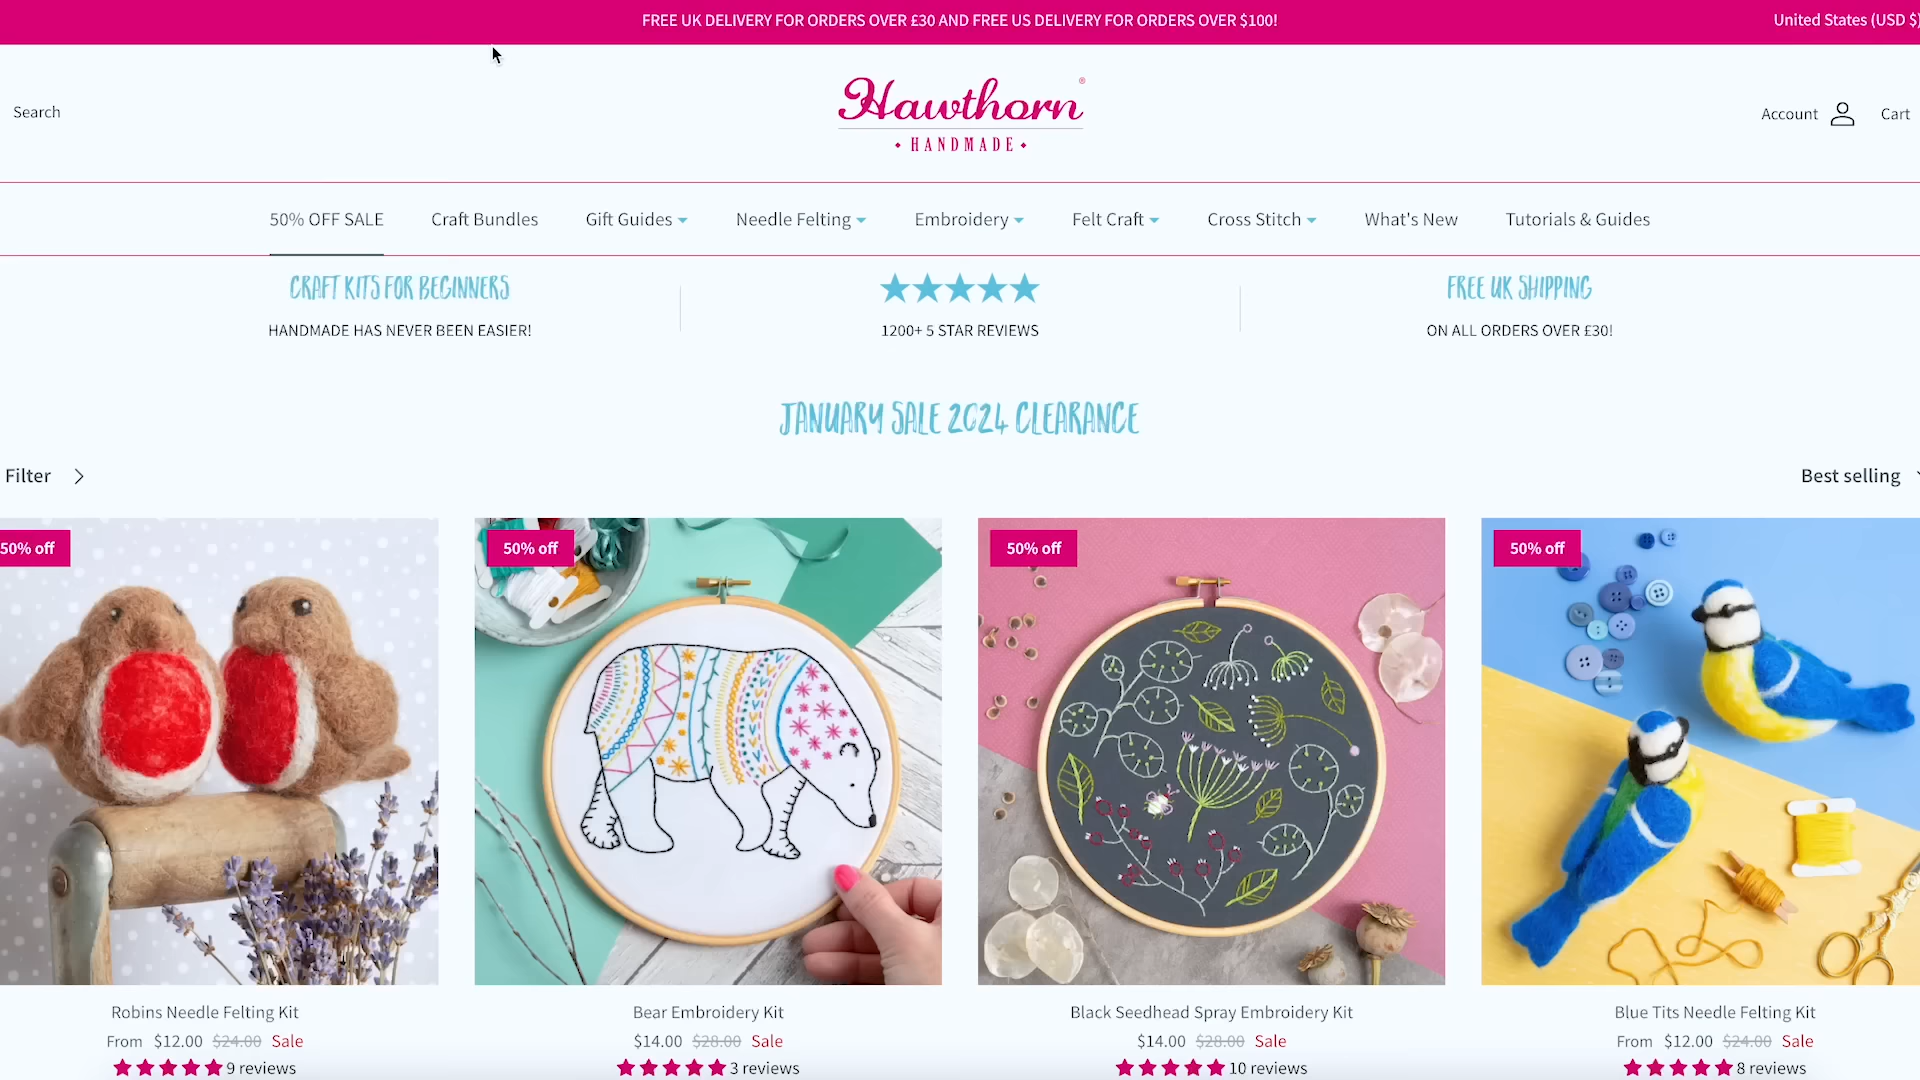 FREE UK DELIVERY FOR ORDERS OVER £30 AND FREE US DELIVERY FOR ORDERS OVER $100!
United States (USD $)
Search
Hawthorn®
HANDMADE
Account
Cart
50% OFF SALE
Craft Bundles
Gift Guides
Needle Felting
Embroidery
Felt Craft
Cross Stitch
What's New
Tutorials & Guides
CRAFT KITS FOR BEGINNERS
HANDMADE HAS NEVER BEEN EASIER!
1200+ 5 STAR REVIEWS
FREE UK SHIPPING
ON ALL ORDERS OVER £30!
JANUARY SALE 2024 CLEARANCE
Filter
Best selling
50% off
50% off
50% off
50% off
Robins Needle Felting Kit
From $12.00 $24.00 Sale
9 reviews
Bear Embroidery Kit
$14.00 $28.00 Sale
3 reviews
Black Seedhead Spray Embroidery Kit
$14.00 $28.00 Sale
10 reviews
Blue Tits Needle Felting Kit
From $12.00 $24.00 Sale
8 reviews